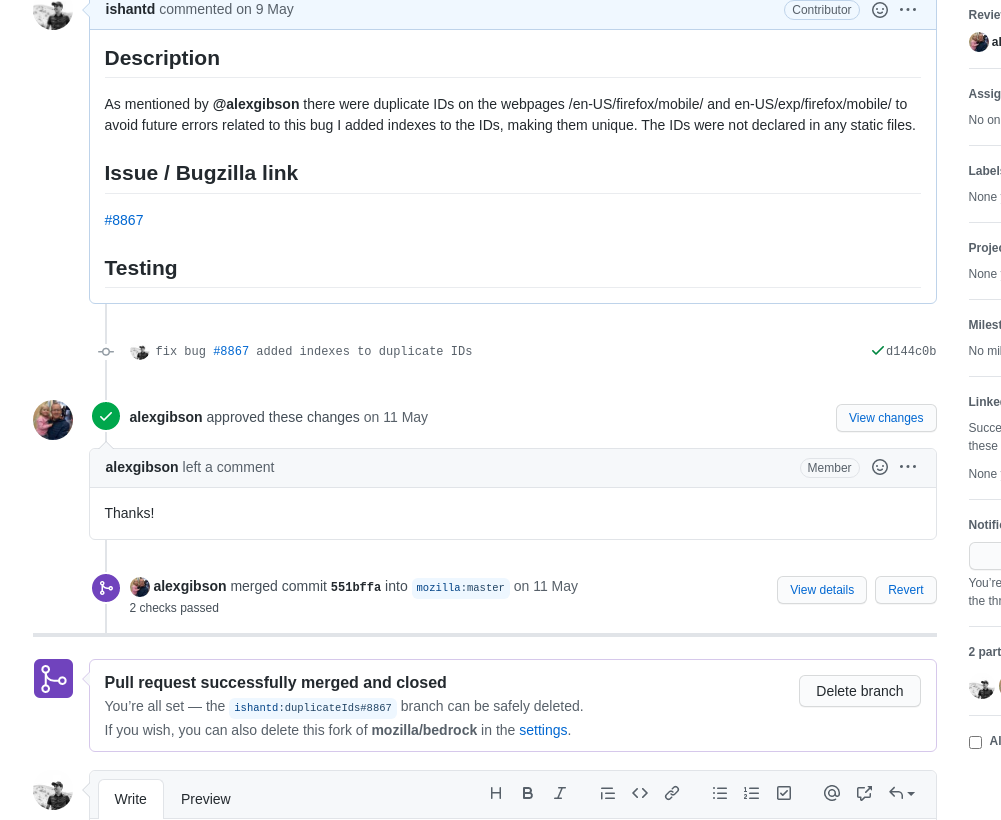 ishantd commented on 9 May
Contributor
Description
As mentioned by @alexgibson there were duplicate IDs on the webpages /en-US/firefox/mobile/ and en-US/exp/firefox/mobile/ to
avoid future errors related to this bug I added indexes to the IDs, making them unique. The IDs were not declared in any static files.
Issue / Bugzilla link
#8867
Testing
fix bug #8867 added indexes to duplicate IDs
d144c0b
alexgibson approved these changes on 11 May
View changes
alexgibson left a comment
Member
Thanks!
alexgibson merged commit 551bffa into mozilla:master on 11 May
View details
Revert
2 checks passed
Pull request successfully merged and closed
You're all set — the ishantd:duplicateIds#8867 branch can be safely deleted.
If you wish, you can also delete this fork of mozilla/bedrock in the settings.
Delete branch
Write
Preview
Revie
al
Assig
No on
Labels
None
Projec
None
Milest
No mil
Linke
Succe
these
None
Notifi
You're
the thr
2 part
Al